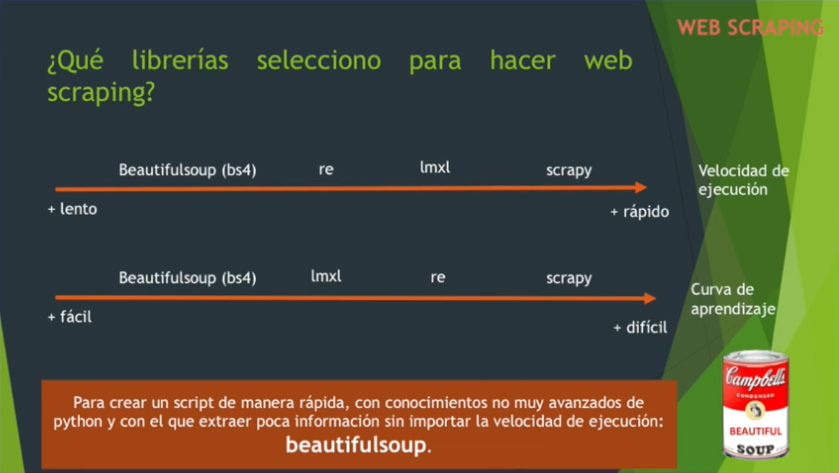 WEB SCRAPING
¿Qué librerías selecciono para hacer web
scraping?
Beautifulsoup (bs4) re lmxl scrapy
Velocidad de
ejecución
+ lento + rápido
Beautifulsoup (bs4) lmxl re scrapy
Curva de
aprendizaje
+ fácil + difícil
Para crear un script de manera rápida, con conocimientos no muy avanzados de
python y con el que extraer poca información sin importar la velocidad de ejecución:
beautifulsoup.
Campbell's
CONDENSED
BEAUTIFUL
SOUP